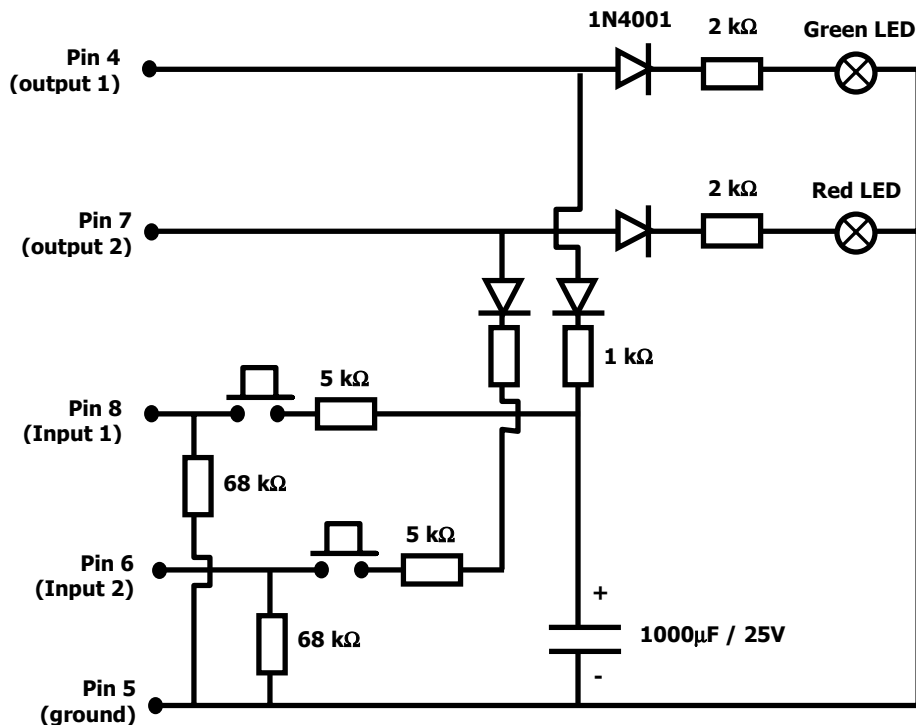 1N4001
2 kΩ
Green LED
Pin 4
(output 1)
2 kΩ
Red LED
Pin 7
(output 2)
1 kΩ
5 kΩ
Pin 8
(Input 1)
68 kΩ
5 kΩ
Pin 6
(Input 2)
+
68 kΩ
1000μF / 25V
-
Pin 5
(ground)